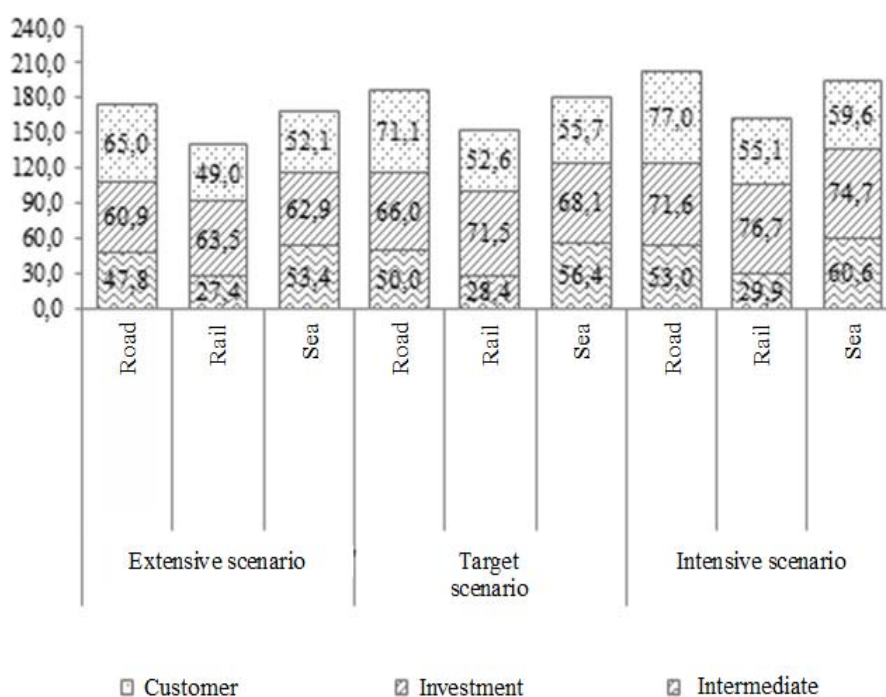 240,0
210,0
180,0
150,0
120,0
90,0
60,0
30,0
0,0
65,0
60,9
47,8
49,0
63,5
27,4
52,1
62,9
53,4
71,1
66,0
50,0
52,6
71,5
28,4
55,7
68,1
56,4
77,0
71,6
53,0
55,1
76,7
29,9
59,6
74,7
60,6
Road
Rail
Sea
Road
Rail
Sea
Road
Rail
Sea
Extensive scenario
Target
scenario
Intensive scenario
Customer
Investment
Intermediate